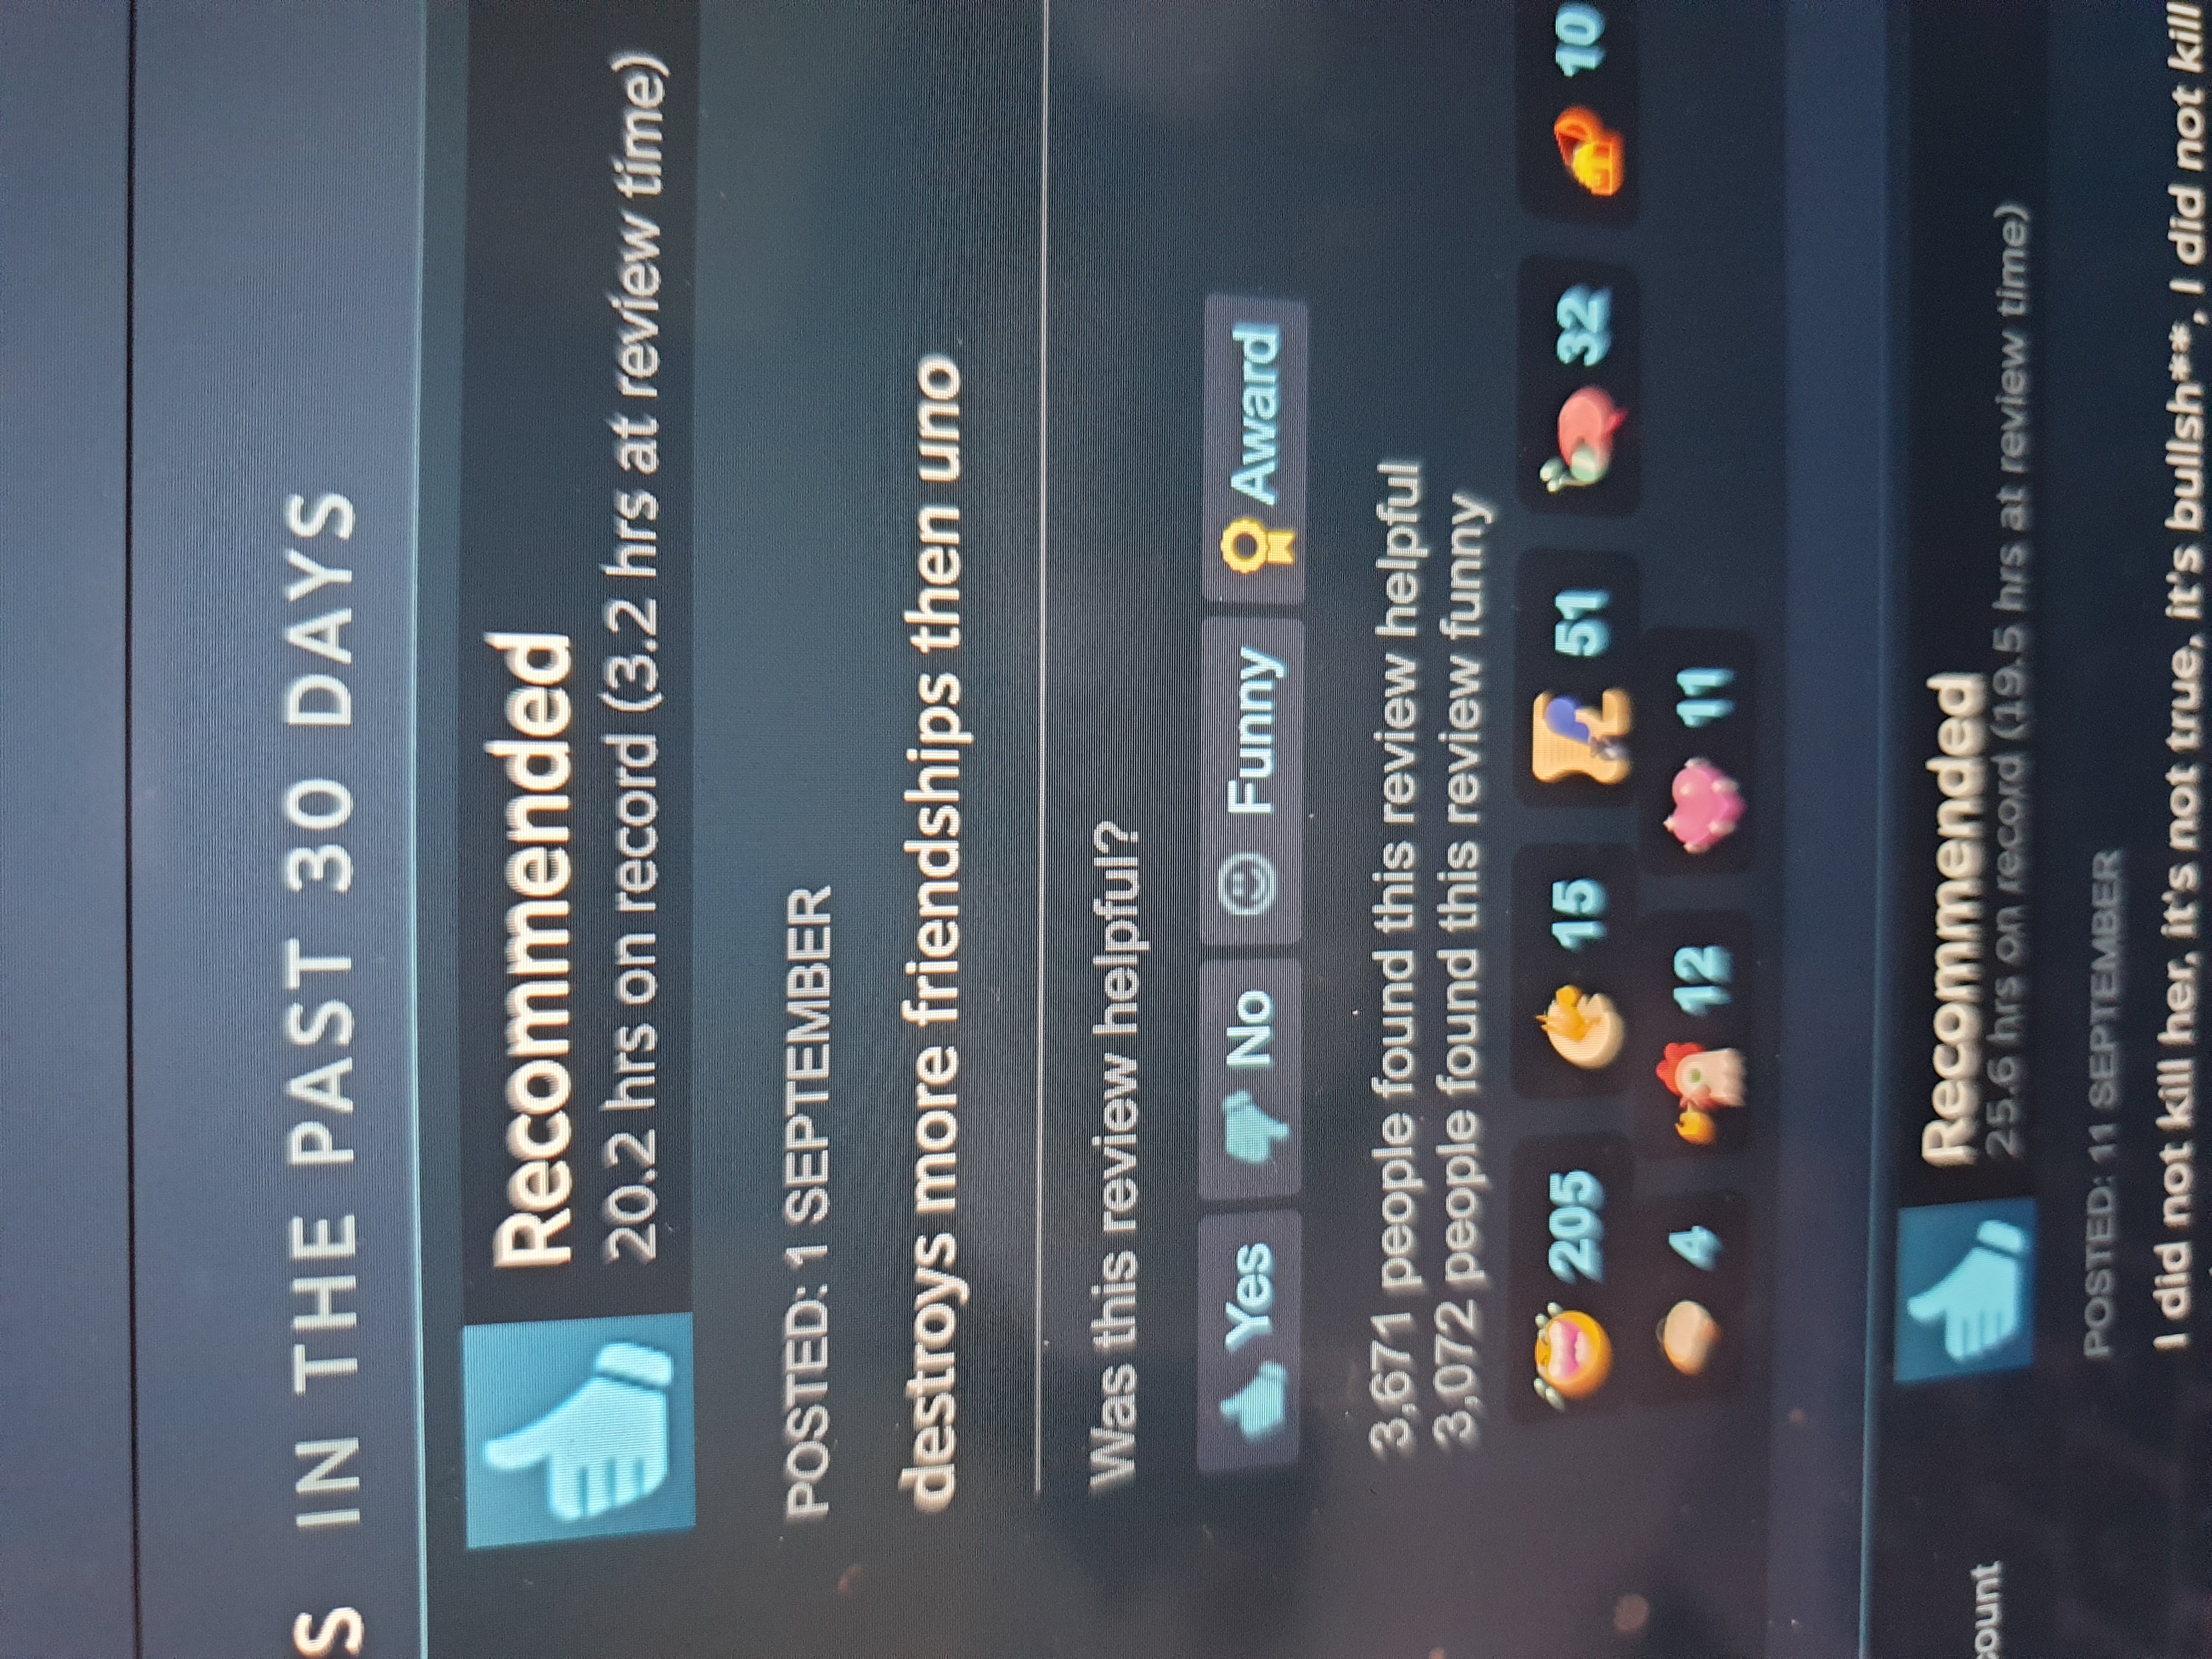 S IN THE PAST 30 DAYS
Recommended
20.2 hrs on record (3.2 hrs at review time)
POSTED: 1 SEPTEMBER
destroys more friendships then uno
Was this review helpful?
Yes No Funny Award
3,671 people found this review helpful
3,072 people found this review funny
205 15 51 32 10
4 12 11
Recommended
count
25.6 hrs on record (19.5 hrs at review time)
POSTED: 11 SEPTEMBER
I did not kill her, it's not true, it's bullsh**, I did not kill